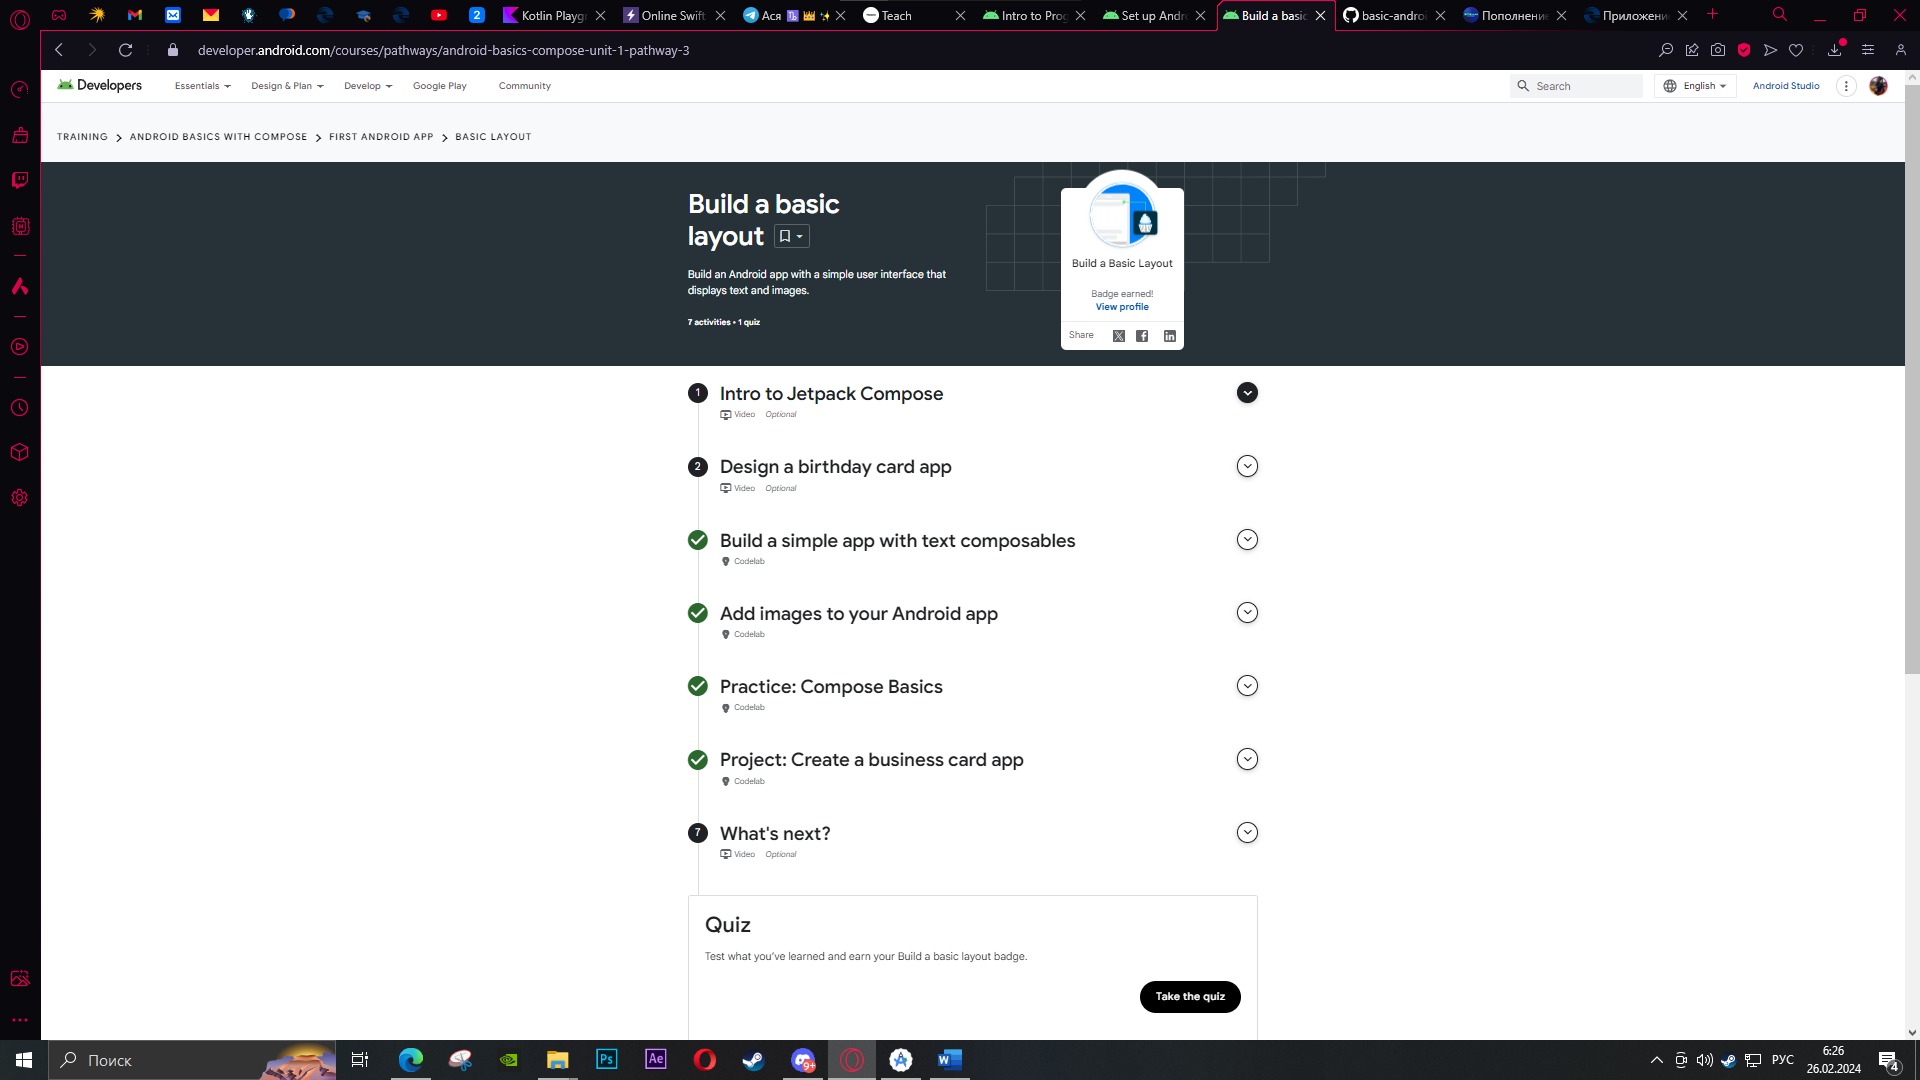 Kotlin Playgr
Online Swift
Ася
Teach
Intro to Prog
Set up Andr
Build a basic
basic-androi
Пополнение
Приложени
developer.android.com/courses/pathways/android-basics-compose-unit-1-pathway-3
Developers
Essentials
Design & Plan
Develop
Google Play
Community
Search
English
Android Studio
TRAINING > ANDROID BASICS WITH COMPOSE > FIRST ANDROID APP > BASIC LAYOUT
Build a basic
layout
Build an Android app with a simple user interface that
displays text and images.
7 activities • 1 quiz
Build a Basic Layout
Badge earned!
View profile
Share
1 Intro to Jetpack Compose
Video Optional
2 Design a birthday card app
Video Optional
Build a simple app with text composables
Codelab
Add images to your Android app
Codelab
Practice: Compose Basics
Codelab
Project: Create a business card app
Codelab
7 What's next?
Video Optional
Quiz
Test what you've learned and earn your Build a basic layout badge.
Take the quiz
Поиск
Ps
Ae
9+
W
РУС
6:26
26.02.2024
4